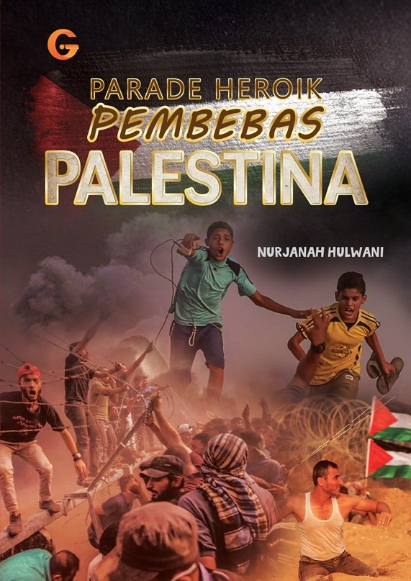 G
PARADE HEROIK
PEMBEBAS
PALESTINA
NURJANAH HULWANI